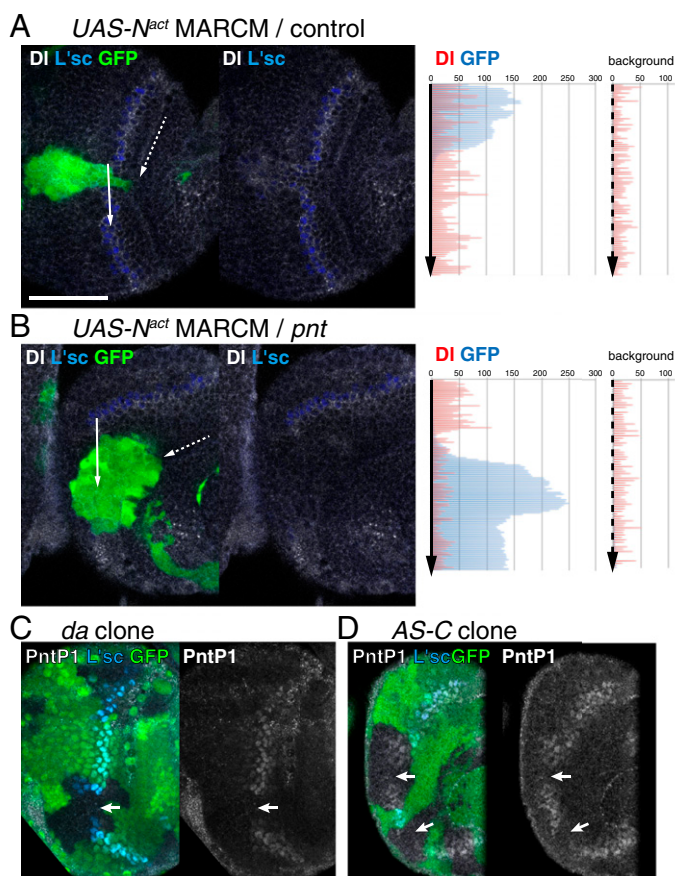 A UAS-Nact MARCM / control
Dl L'sc GFP
Dl L'sc
Dl GFP
background
0 50 100 150 200 250 300
0 50 100
B UAS-Nact MARCM / pnt
Dl L'sc GFP
Dl L'sc
Dl GFP
background
0 50 100 150 200 250 300
0 50 100
C da clone
D AS-C clone
PntP1 L'sc GFP
PntP1
PntP1 L'scGFP
PntP1